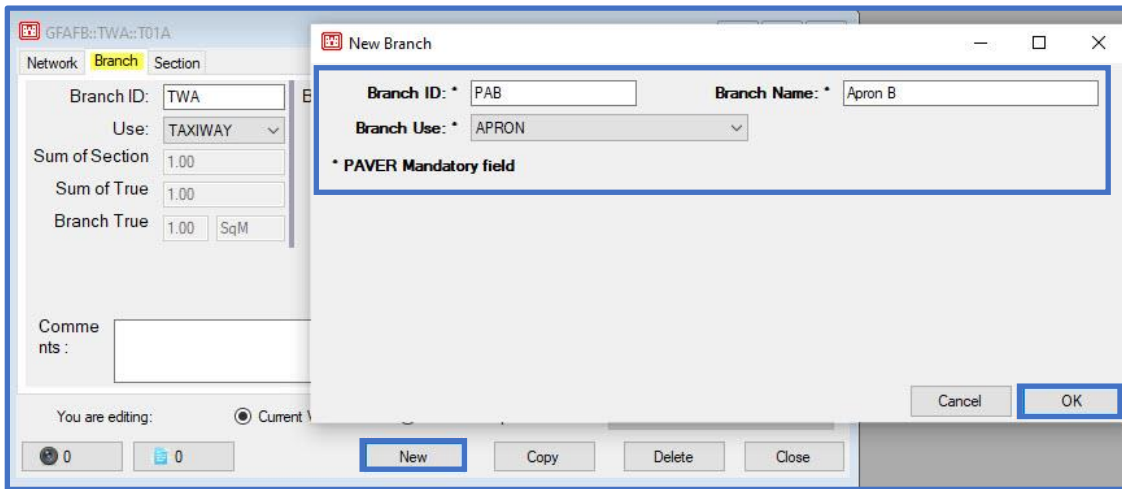 GFAFB::TWA::T01A
Network Branch Section
Branch ID: TWA
Use: TAXIWAY
Sum of Section 1.00
Sum of True 1.00
Branch True 1.00 SqM
Comme
nts :
You are editing: Current
0 0 New Copy Delete Close
New Branch
Branch ID: * PAB Branch Name: * Apron B
Branch Use: * APRON
* PAVER Mandatory field
Cancel OK